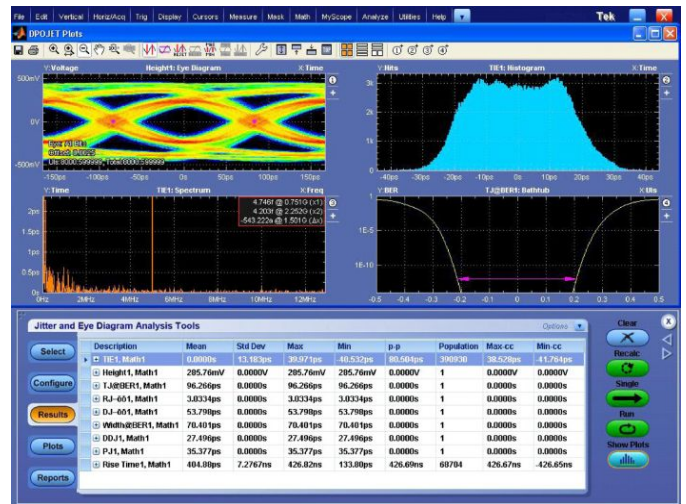 File Edit Vertical Horiz/Acq Trig Display Cursors Measure Mask Math MyScope Analyze Utilities Help Tek
DPOJET Plots
Y:Voltage Height1: Eye Diagram X:Time
500mV
0V
-500mV
Eye: All Bits
UIs: 8000:599999, Total: 8000:599999
-150ps -100ps -50ps 0s 50ps 100ps 150ps
Y:Hits TIE1: Histogram X:Time
3k
2k
1k
0
-40ps -30ps -20ps -10ps 0s 10ps 20ps 30ps 40ps
Y:Time TIE1: Spectrum X:Freq
4.746f @ 0.751G (x1)
4.203f @ 2.252G (x2)
-543.222a @ 1.501G (Δx)
2ps
1.5ps
1ps
0.5ps
0s
0Hz 2MHz 4MHz 6MHz 8MHz 10MHz 12MHz
Y:BER TJ@BER1: Bathtub X:UIs
1
1E-5
1E-10
-0.5 -0.4 -0.3 -0.2 -0.1 0 0.1 0.2 0.3 0.4 0.5
Jitter and Eye Diagram Analysis Tools Options Clear
Select
Configure
Results
Plots
Reports
Description Mean Std Dev Max Min p-p Population Max-cc Min-cc
TIE1, Math1 0.0000s 13.183ps 39.971ps -40.532ps 80.504ps 390930 38.528ps -41.764ps
Height1, Math1 205.76mV 0.0000V 205.76mV 205.76mV 0.0000V 1 0.0000V 0.0000V
TJ@BER1, Math1 96.266ps 0.0000s 96.266ps 96.266ps 0.0000s 1 0.0000s 0.0000s
RJ-δδ1, Math1 3.0334ps 0.0000s 3.0334ps 3.0334ps 0.0000s 1 0.0000s 0.0000s
DJ-δδ1, Math1 53.798ps 0.0000s 53.798ps 53.798ps 0.0000s 1 0.0000s 0.0000s
Width@BER1, Math1 70.401ps 0.0000s 70.401ps 70.401ps 0.0000s 1 0.0000s 0.0000s
DDJ1, Math1 27.496ps 0.0000s 27.496ps 27.496ps 0.0000s 1 0.0000s 0.0000s
PJ1, Math1 35.377ps 0.0000s 35.377ps 35.377ps 0.0000s 1 0.0000s 0.0000s
Rise Time1, Math1 404.08ps 7.2767ns 426.82ns 133.80ps 426.69ns 68784 426.67ns -426.65ns
Recalc
Single
Run
Show Plots